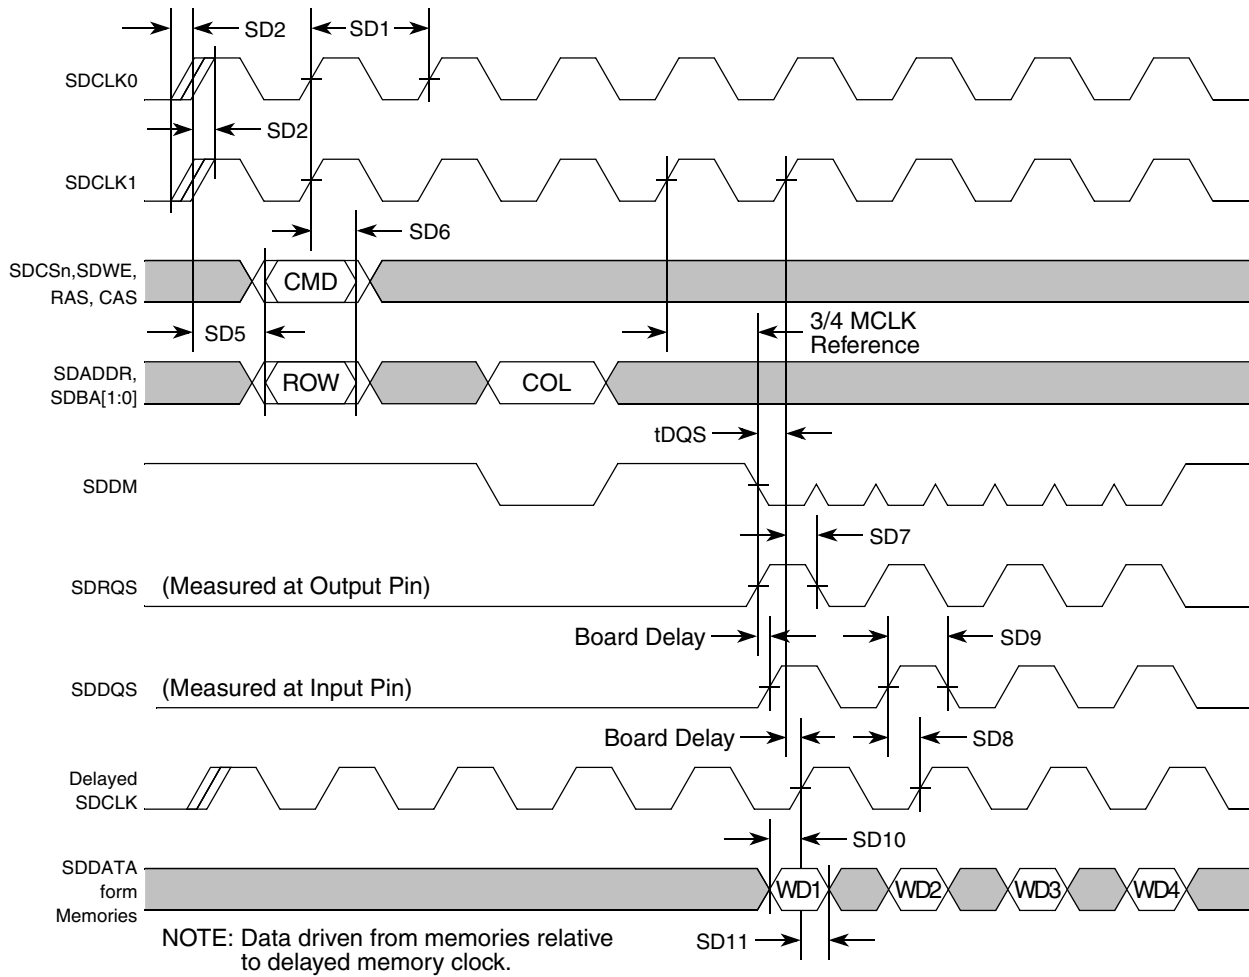 SD2
SD1
SDCLK0
SD2
SDCLK1
SD6
SDCSn,SDWE,
RAS, CAS
CMD
3/4 MCLK
Reference
SD5
SDADDR,
SDBA[1:0]
ROW
COL
tDQS
SDDM
SD7
SDRQS
(Measured at Output Pin)
Board Delay
SD9
SDDQS
(Measured at Input Pin)
Board Delay
SD8
Delayed
SDCLK
SD10
SDDATA
form
Memories
WD1
WD2
WD3
WD4
NOTE: Data driven from memories relative
to delayed memory clock.
SD11